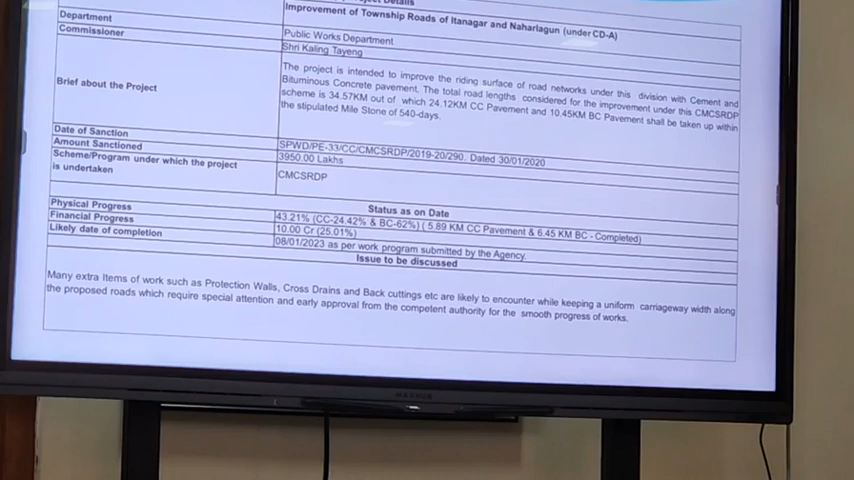 Details
Improvement of Township Roads of Itanagar and Naharlagun (under CD-A)
Department
Public Works Department
Commissioner
Shri Kaling Tayeng
Brief about the Project
The project is intended to improve the riding surface of road networks under this division with Cement and
Bituminous Concrete pavement. The total road lengths considered for the improvement under this CMCSRDP
scheme is 34.57KM out of which 24.12KM CC Pavement and 10.45KM BC Pavement shall be taken up within
the stipulated Mile Stone of 540-days.
Date of Sanction
SPWD/PE-33/CC/CMCSRDP/2019-20/290. Dated 30/01/2020
Amount Sanctioned
3950.00 Lakhs
Scheme/Program under which the project
is undertaken
CMCSRDP
Status as on Date
Physical Progress
43.21% (CC-24.42% & BC-62%) ( 5.89 KM CC Pavement & 6.45 KM BC - Completed)
Financial Progress
10.00 Cr (25.01%)
Likely date of completion
08/01/2023 as per work program submitted by the Agency.
Issue to be discussed
Many extra Items of work such as Protection Walls, Cross Drains and Back cuttings etc are likely to encounter while keeping a uniform carriageway width along
the proposed roads which require special attention and early approval from the competent authority for the smooth progress of works.